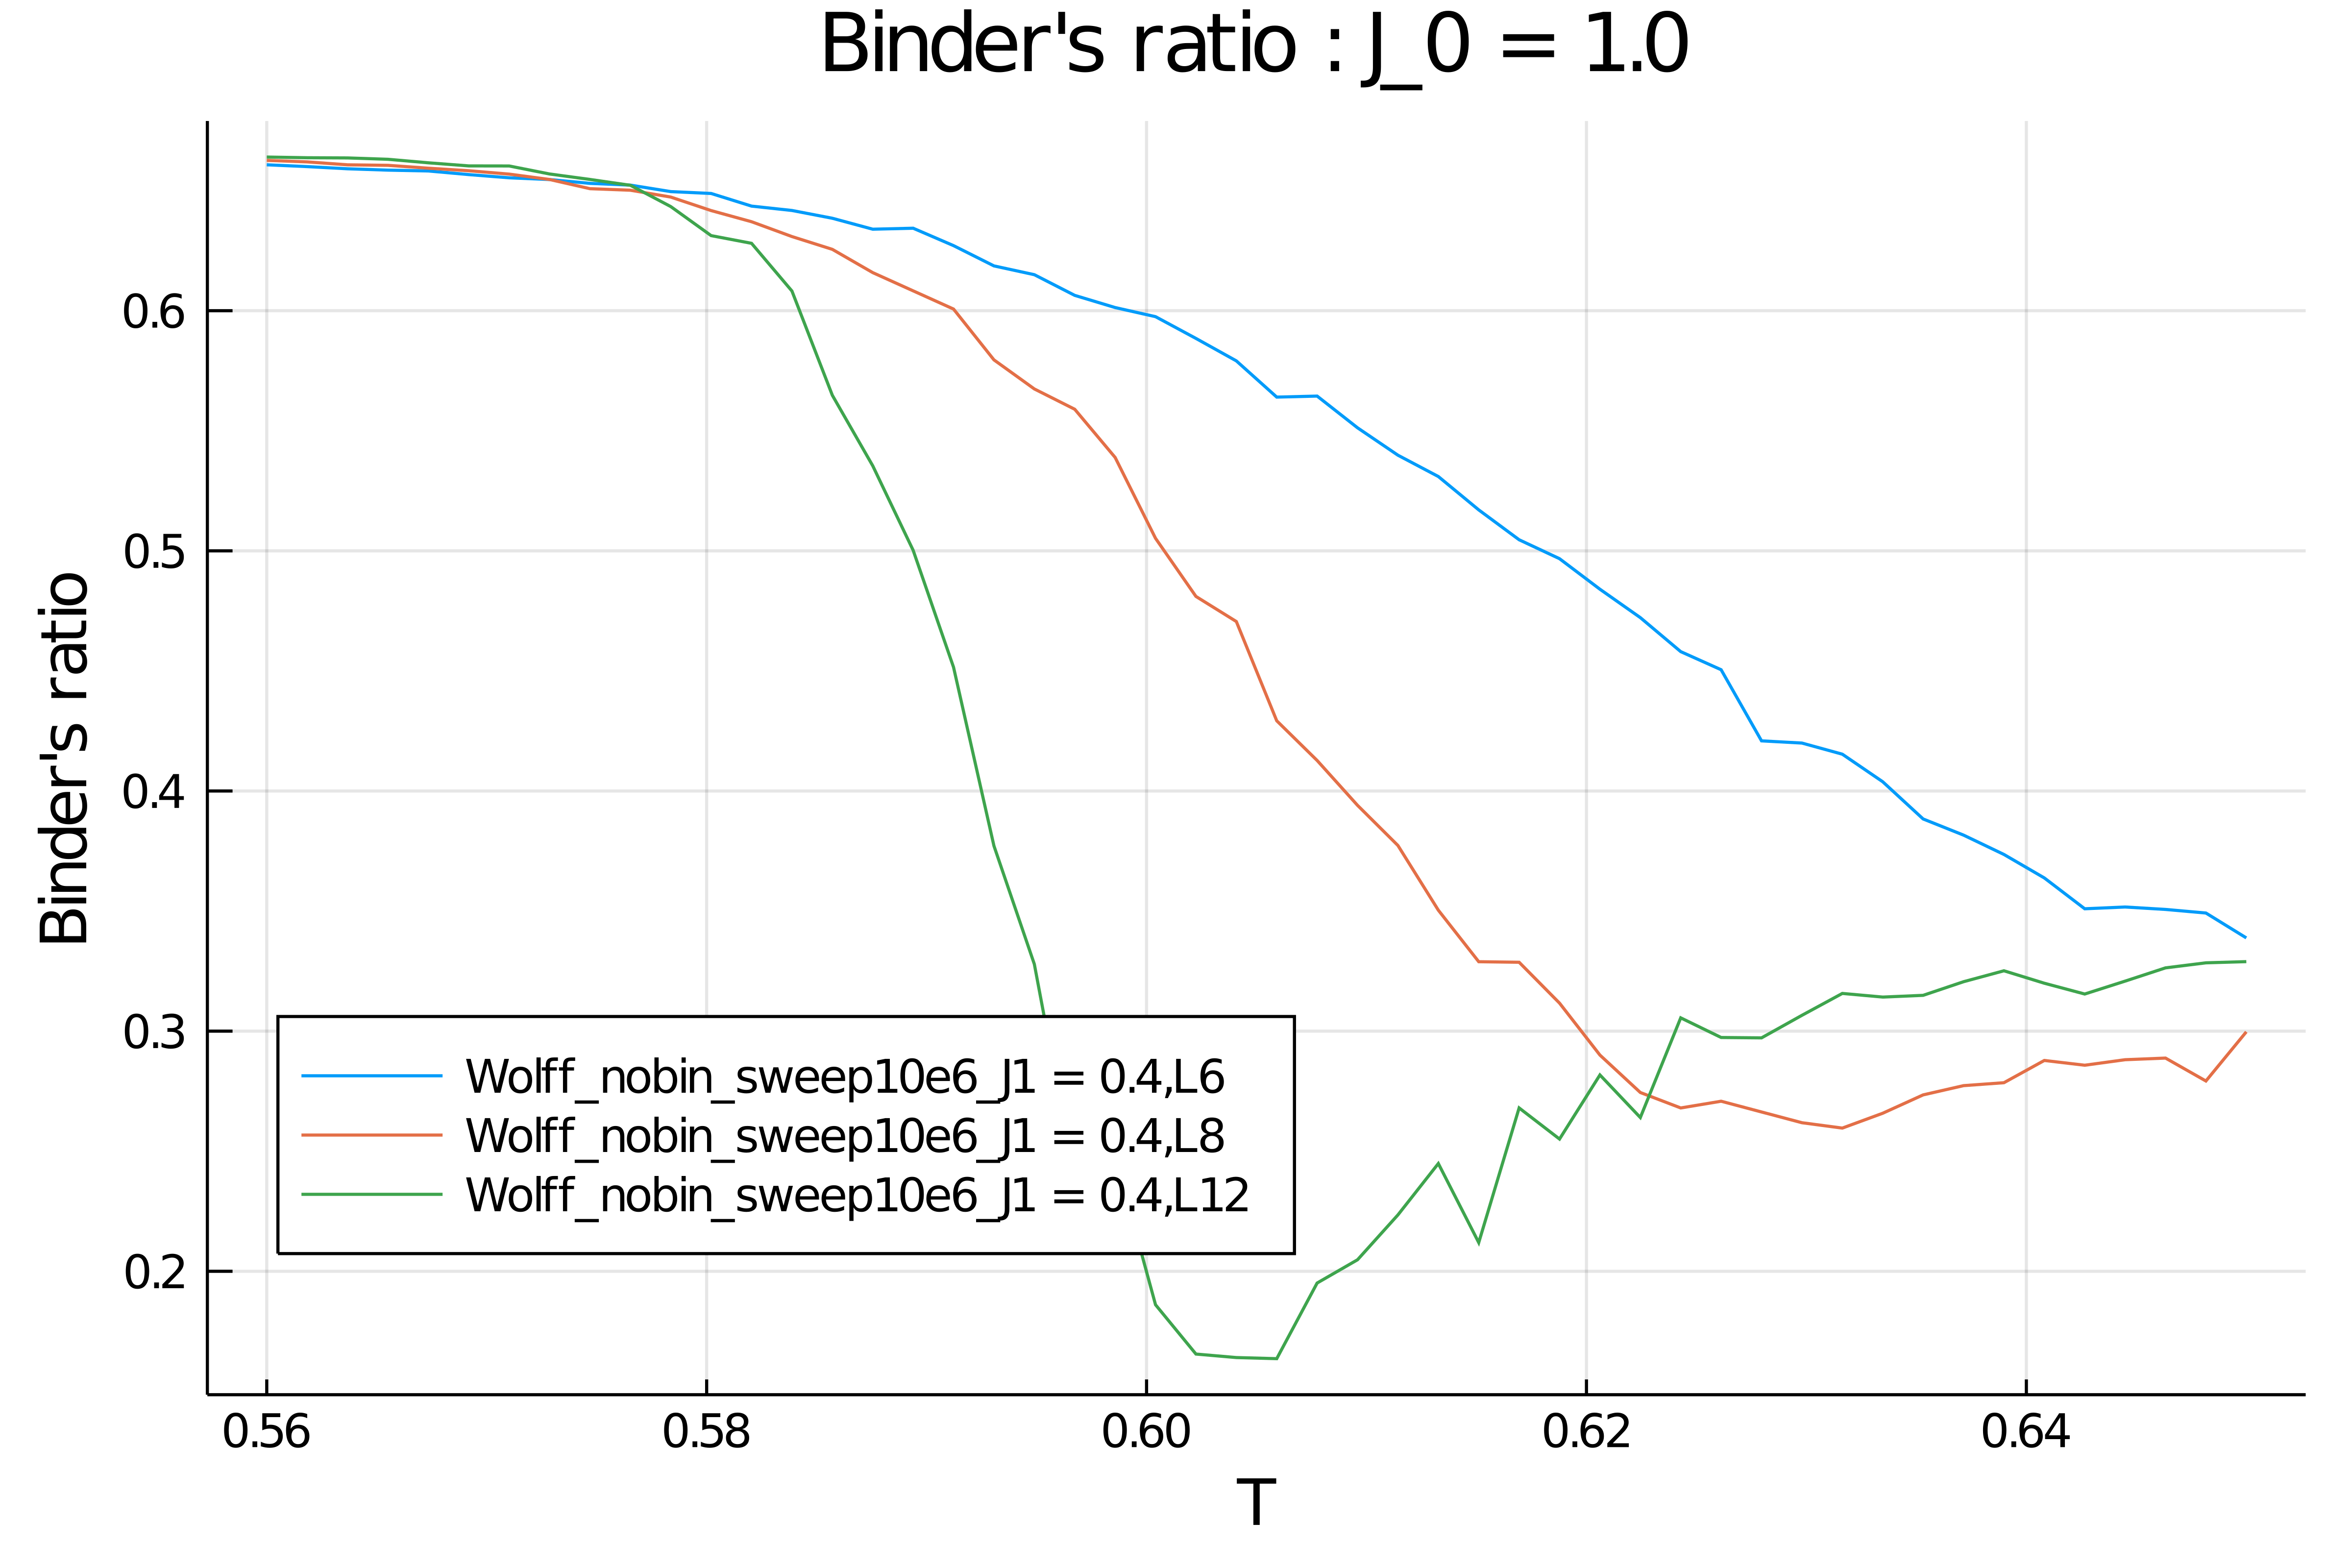 Binder's ratio : J_0 = 1.0
Binder's ratio
0.6
0.5
0.4
0.3
0.2
Wolff_nobin_sweep10e6_J1 = 0.4,L6
Wolff_nobin_sweep10e6_J1 = 0.4,L8
Wolff_nobin_sweep10e6_J1 = 0.4,L12
0.56 0.58 0.60 0.62 0.64
T